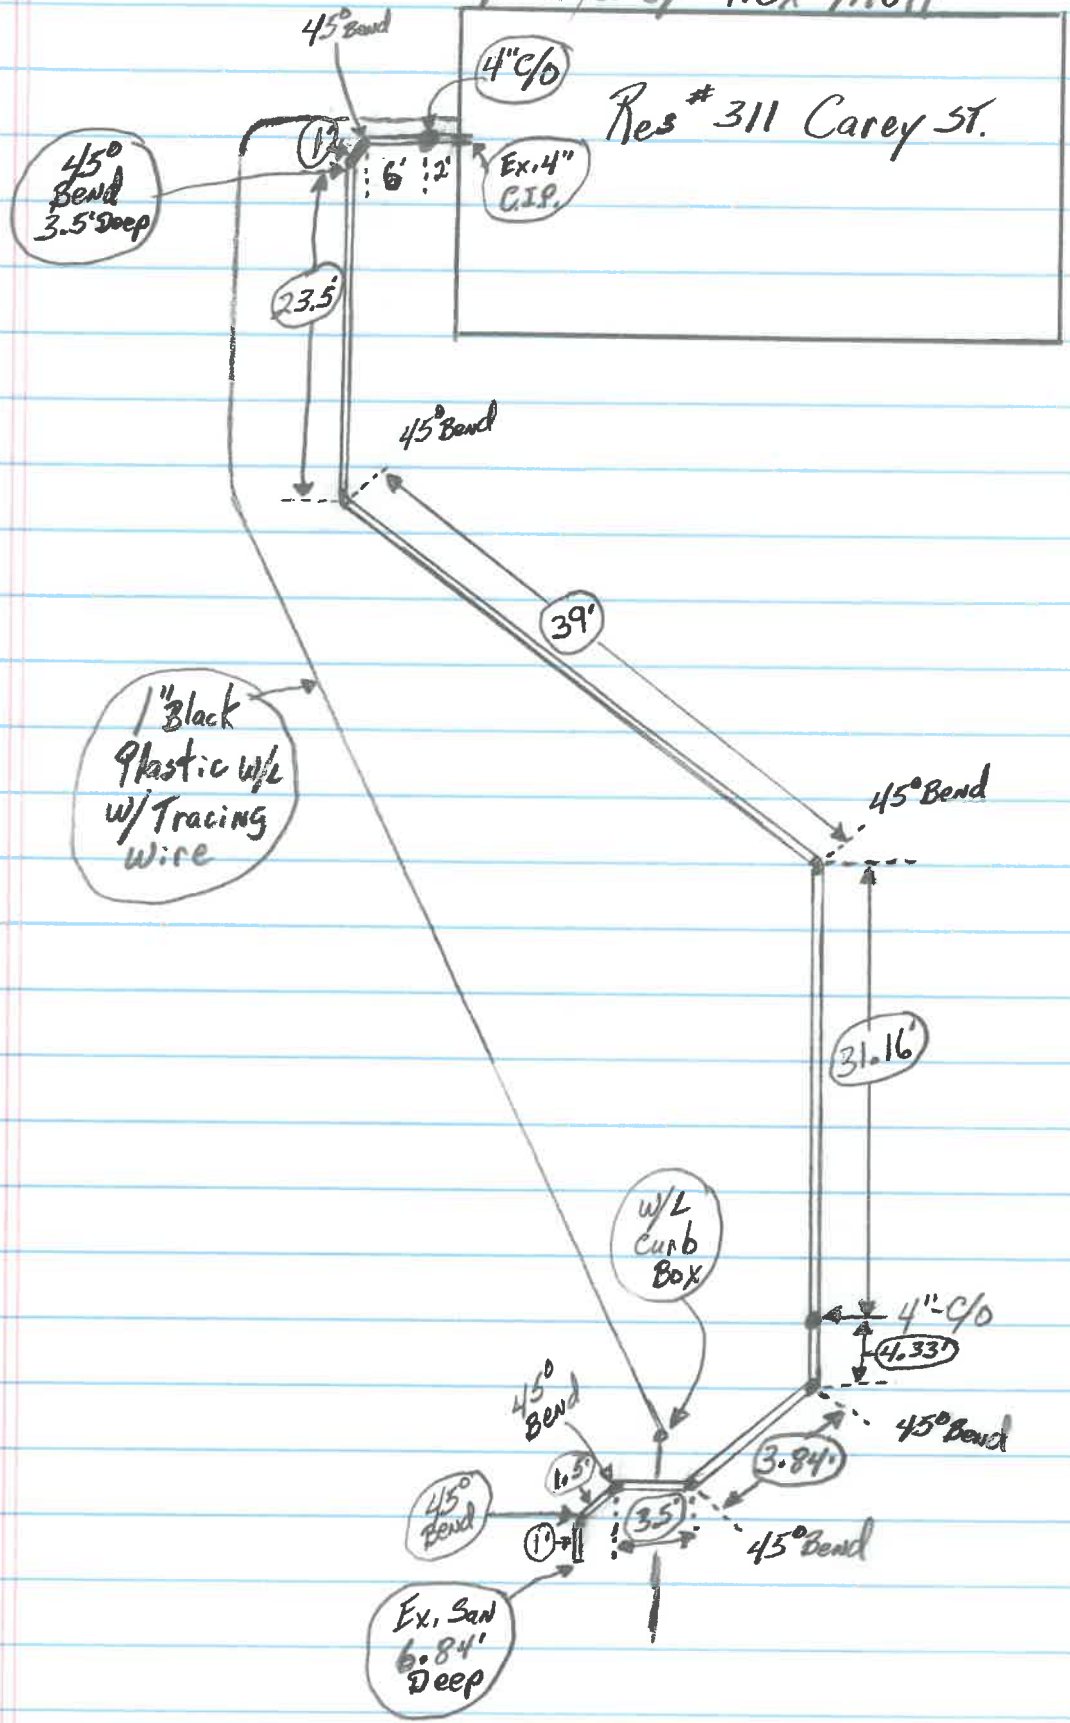 45° Bend
4" C/O
Res # 311 Carey ST.
12
45°
Bend
3.5' Deep
6'
2'
Ex. 4"
C.I.P.
23.5'
45° Bend
39'
1" Black
Plastic W/L
W/ Tracing
Wire
45° Bend
31.16'
W/L
Curb
Box
4"-C/O
4.33'
45°
Bend
45° Bend
1.5'
3.84'
45°
Bend
3.5'
1'
45° Bend
Ex. San
6.84'
Deep